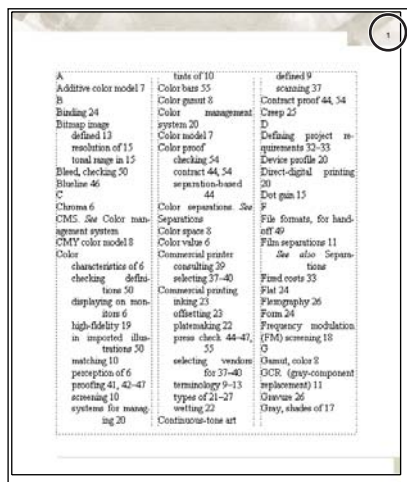 1
A
Additive color model 7
B
Binding 24
Bitmap image
defined 13
resolution of 15
tonal range in 15
Bleed, checking 50
Blueline 46
C
Chroma 6
CMS. See Color man-
agement system
CMY color model 8
Color
characteristics of 6
checking defini-
tions 50
displaying on mon-
itors 6
high-fidelity 19
in imported illus-
trations 50
matching 10
perception of 6
proofing 41, 42-47
screening 10
systems for manag-
ing 20
tints of 10
Color bars 55
Color gamut 8
Color management
system 20
Color model 7
Color proof
checking 54
contract 44, 54
separation-based
44
Color separations. See
Separations
Color space 8
Color value 6
Commercial printer
consulting 39
selecting 37-40
Commercial printing
inking 23
offsetting 23
platemaking 22
press check 44-47,
55
selecting vendors
for 37-40
terminology 9-13
types of 21-27
wetting 22
Continuous-tone art
defined 9
scanning 37
Contract proof 44, 54
Creep 25
D
Defining project re-
quirements 32-33
Device profile 20
Direct-digital printing
20
Dot gain 15
F
File formats, for hand-
off 49
Film separations 11
See also Separa-
tions
Fixed costs 33
Flat 24
Flexography 26
Form 24
Frequency modulation
(FM) screening 18
G
Gamut, color 8
GCR (gray-component
replacement) 11
Gravure 26
Gray, shades of 17